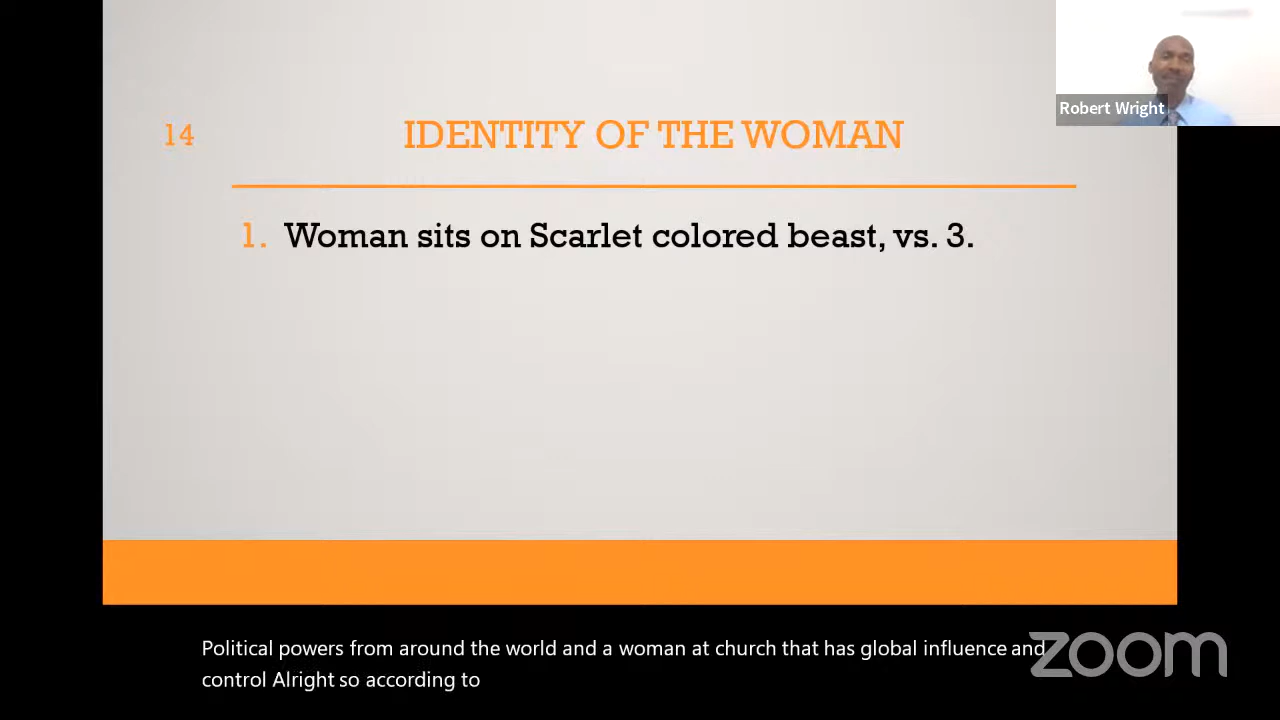 Robert Wright
14
IDENTITY OF THE WOMAN
1. Woman sits on Scarlet colored beast, vs. 3.
Political powers from around the world and a woman at church that has global influence and
control Alright so according to
zoom